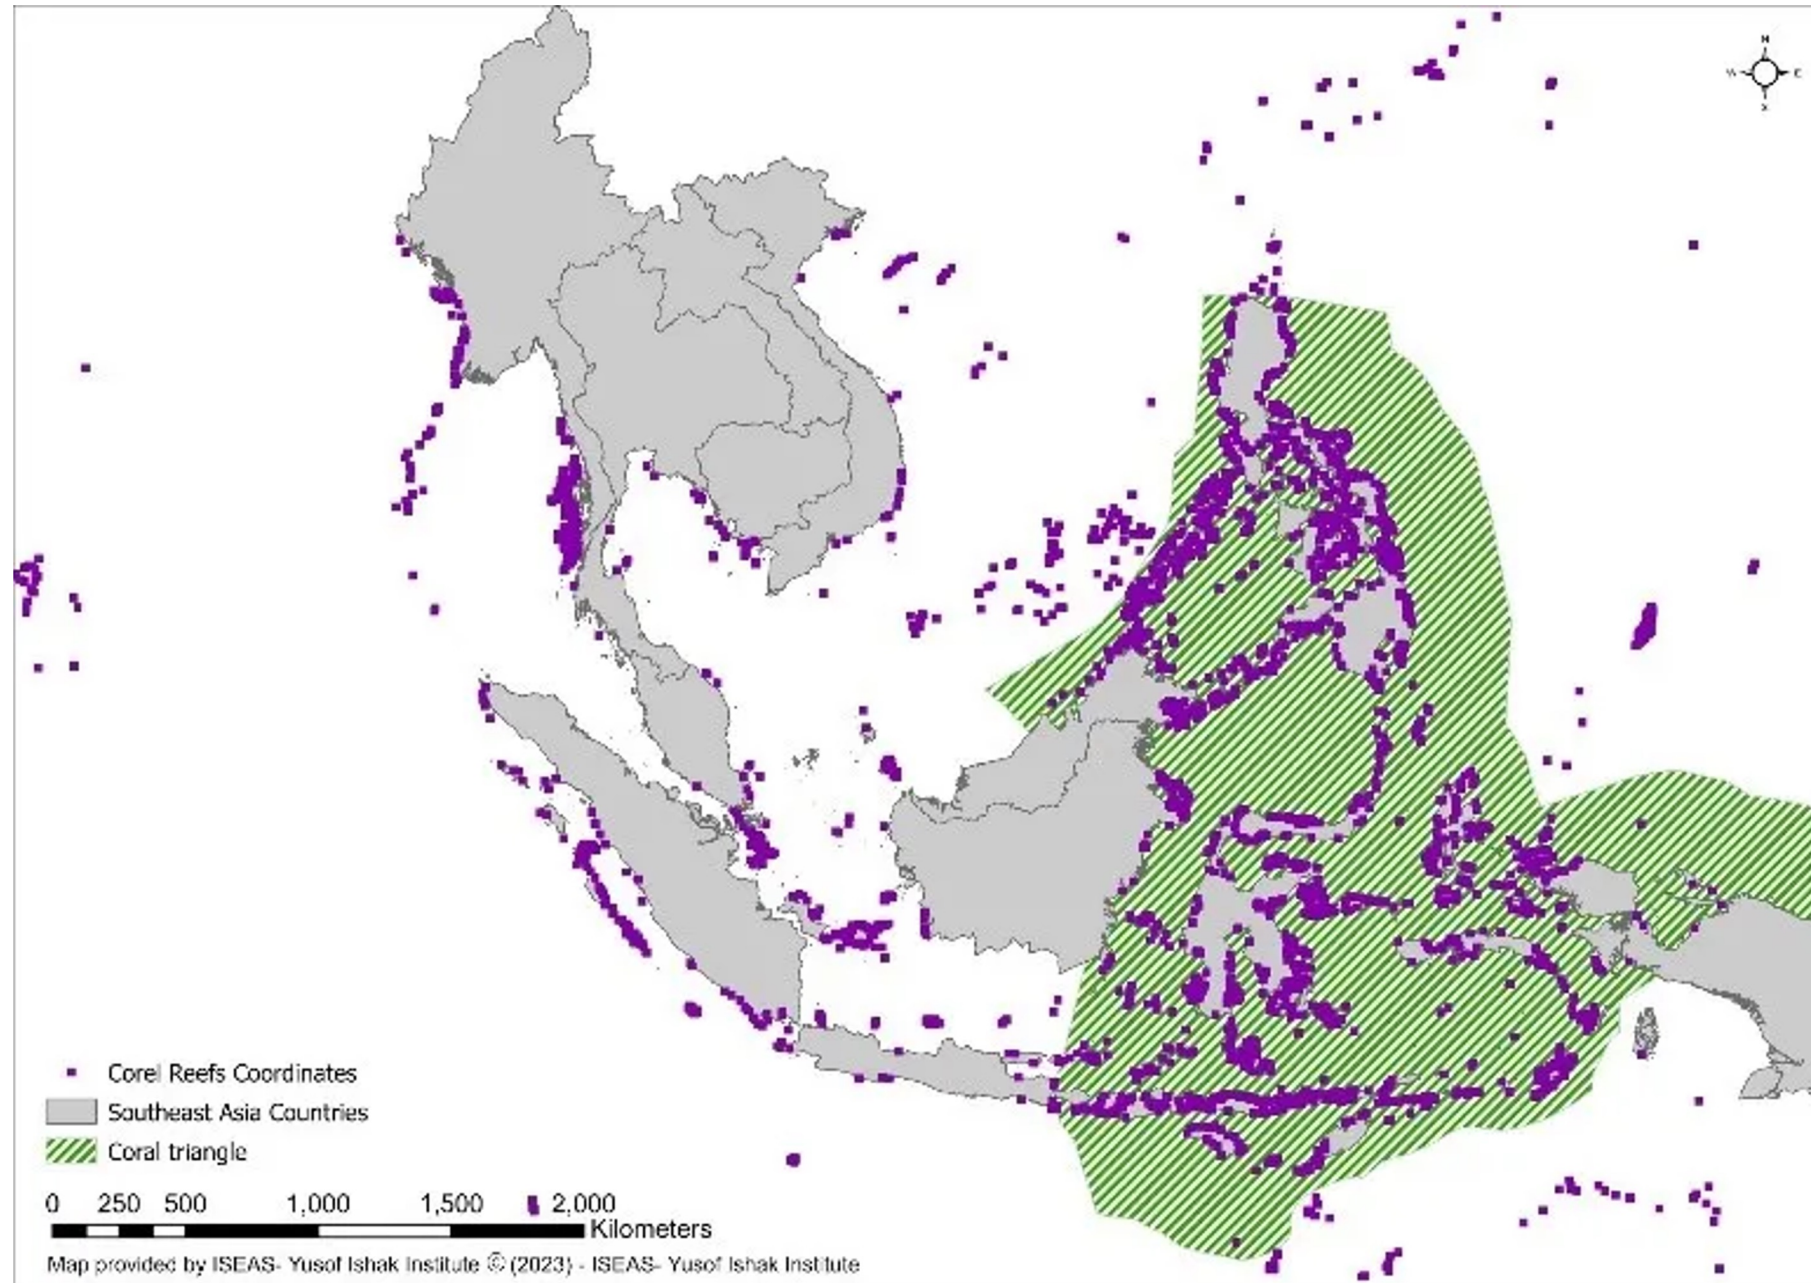 N
W E
S
Corel Reefs Coordinates
Southeast Asia Countries
Coral triangle
0 250 500 1,000 1,500 2,000
Kilometers
Map provided by ISEAS- Yusof Ishak Institute © (2023) - ISEAS- Yusof Ishak Institute